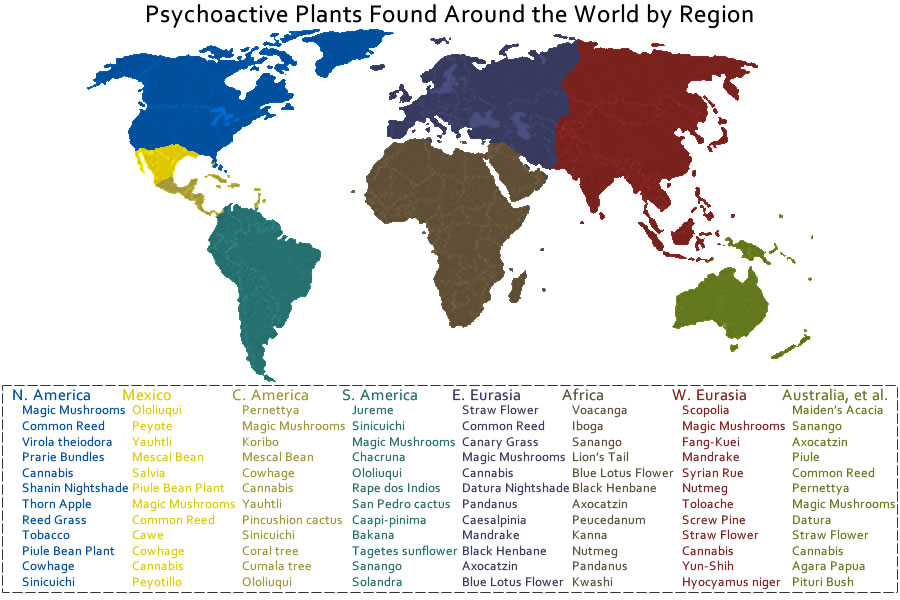 Psychoactive Plants Found Around the World by Region
N. America Mexico C. America S. America E. Eurasia Africa W. Eurasia Australia, et al.
Magic Mushrooms Ololiuqui Pernettya Jureme Straw Flower Voacanga Scopolia Maiden's Acacia
Common Reed Peyote Magic Mushrooms Sinicuichi Common Reed Iboga Magic Mushrooms Sanango
Virola theiodora Yauhtli Koribo Magic Mushrooms Canary Grass Sanango Fang-Kuei Axocatzin
Prarie Bundles Mescal Bean Mescal Bean Chacruna Magic Mushrooms Lion's Tail Mandrake Piule
Cannabis Salvia Cowhage Ololiuqui Cannabis Blue Lotus Flower Syrian Rue Common Reed
Shanin Nightshade Piule Bean Plant Cannabis Rape dos Indios Datura Nightshade Black Henbane Nutmeg Pernettya
Thorn Apple Magic Mushrooms Yauhtli San Pedro cactus Pandanus Axocatzin Toloache Magic Mushrooms
Reed Grass Common Reed Pincushion cactus Caapi-pinima Caesalpinia Peucedanum Screw Pine Datura
Tobacco Cawe Sinicuichi Bakana Mandrake Kanna Straw Flower Straw Flower
Piule Bean Plant Cowhage Coral tree Tagetes sunflower Black Henbane Nutmeg Cannabis Cannabis
Cowhage Cannabis Cumala tree Sanango Axocatzin Pandanus Yun-Shih Agara Papua
Sinicuichi Peyotillo Ololiuqui Solandra Blue Lotus Flower Kwashi Hyocyamus niger Pituri Bush